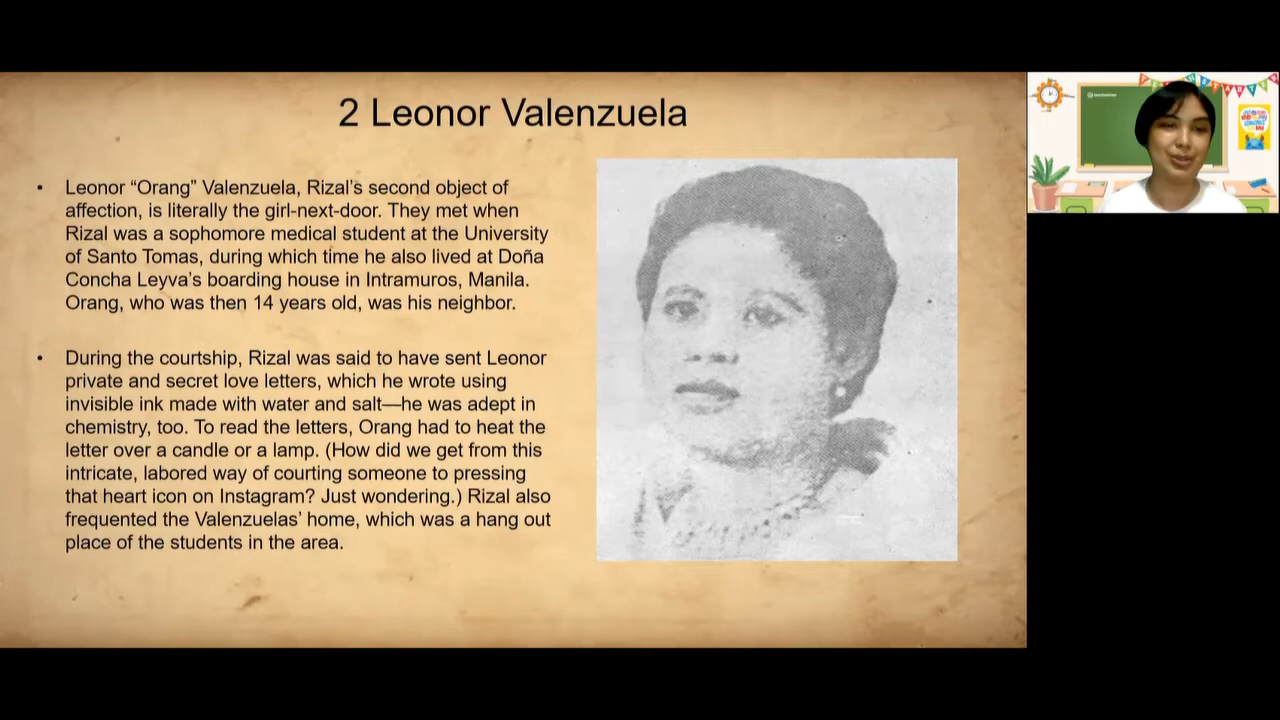 2 Leonor Valenzuela
• Leonor “Orang” Valenzuela, Rizal’s second object of
affection, is literally the girl-next-door. They met when
Rizal was a sophomore medical student at the University
of Santo Tomas, during which time he also lived at Doña
Concha Leyva’s boarding house in Intramuros, Manila.
Orang, who was then 14 years old, was his neighbor.
• During the courtship, Rizal was said to have sent Leonor
private and secret love letters, which he wrote using
invisible ink made with water and salt—he was adept in
chemistry, too. To read the letters, Orang had to heat the
letter over a candle or a lamp. (How did we get from this
intricate, labored way of courting someone to pressing
that heart icon on Instagram? Just wondering.) Rizal also
frequented the Valenzuelas’ home, which was a hang out
place of the students in the area.